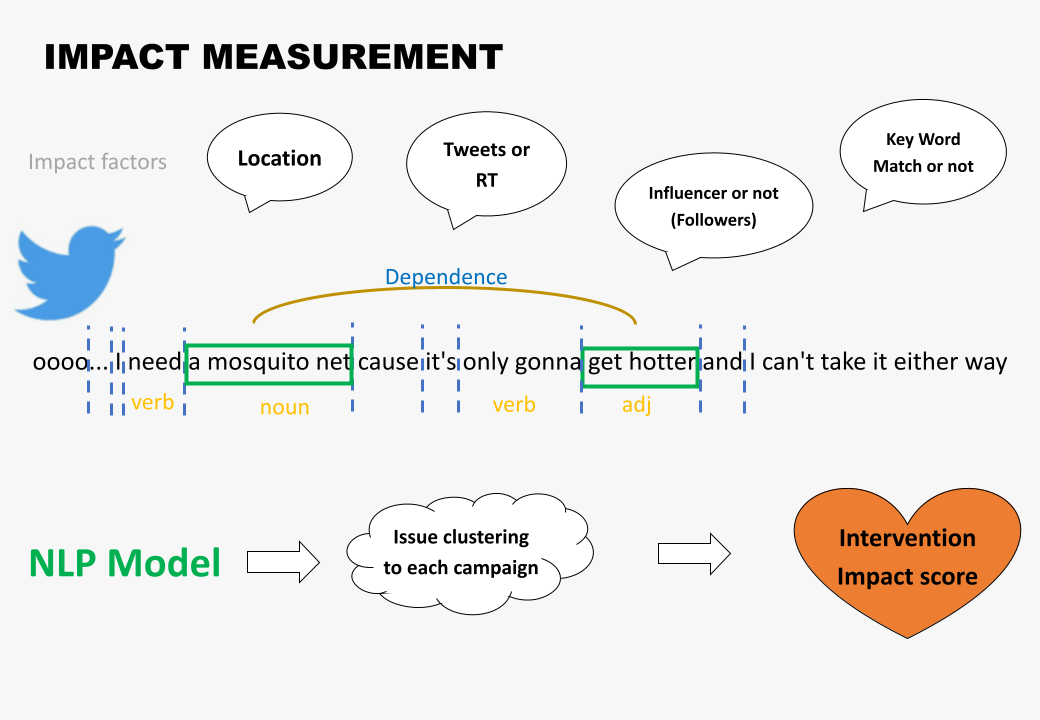 IMPACT MEASUREMENT
Impact factors
Location
Tweets or
RT
Influencer or not
(Followers)
Key Word
Match or not
Dependence
oooo... I need a mosquito net cause it's only gonna get hotter and I can't take it either way
verb
noun
verb
adj
NLP Model
Issue clustering
to each campaign
Intervention
Impact score